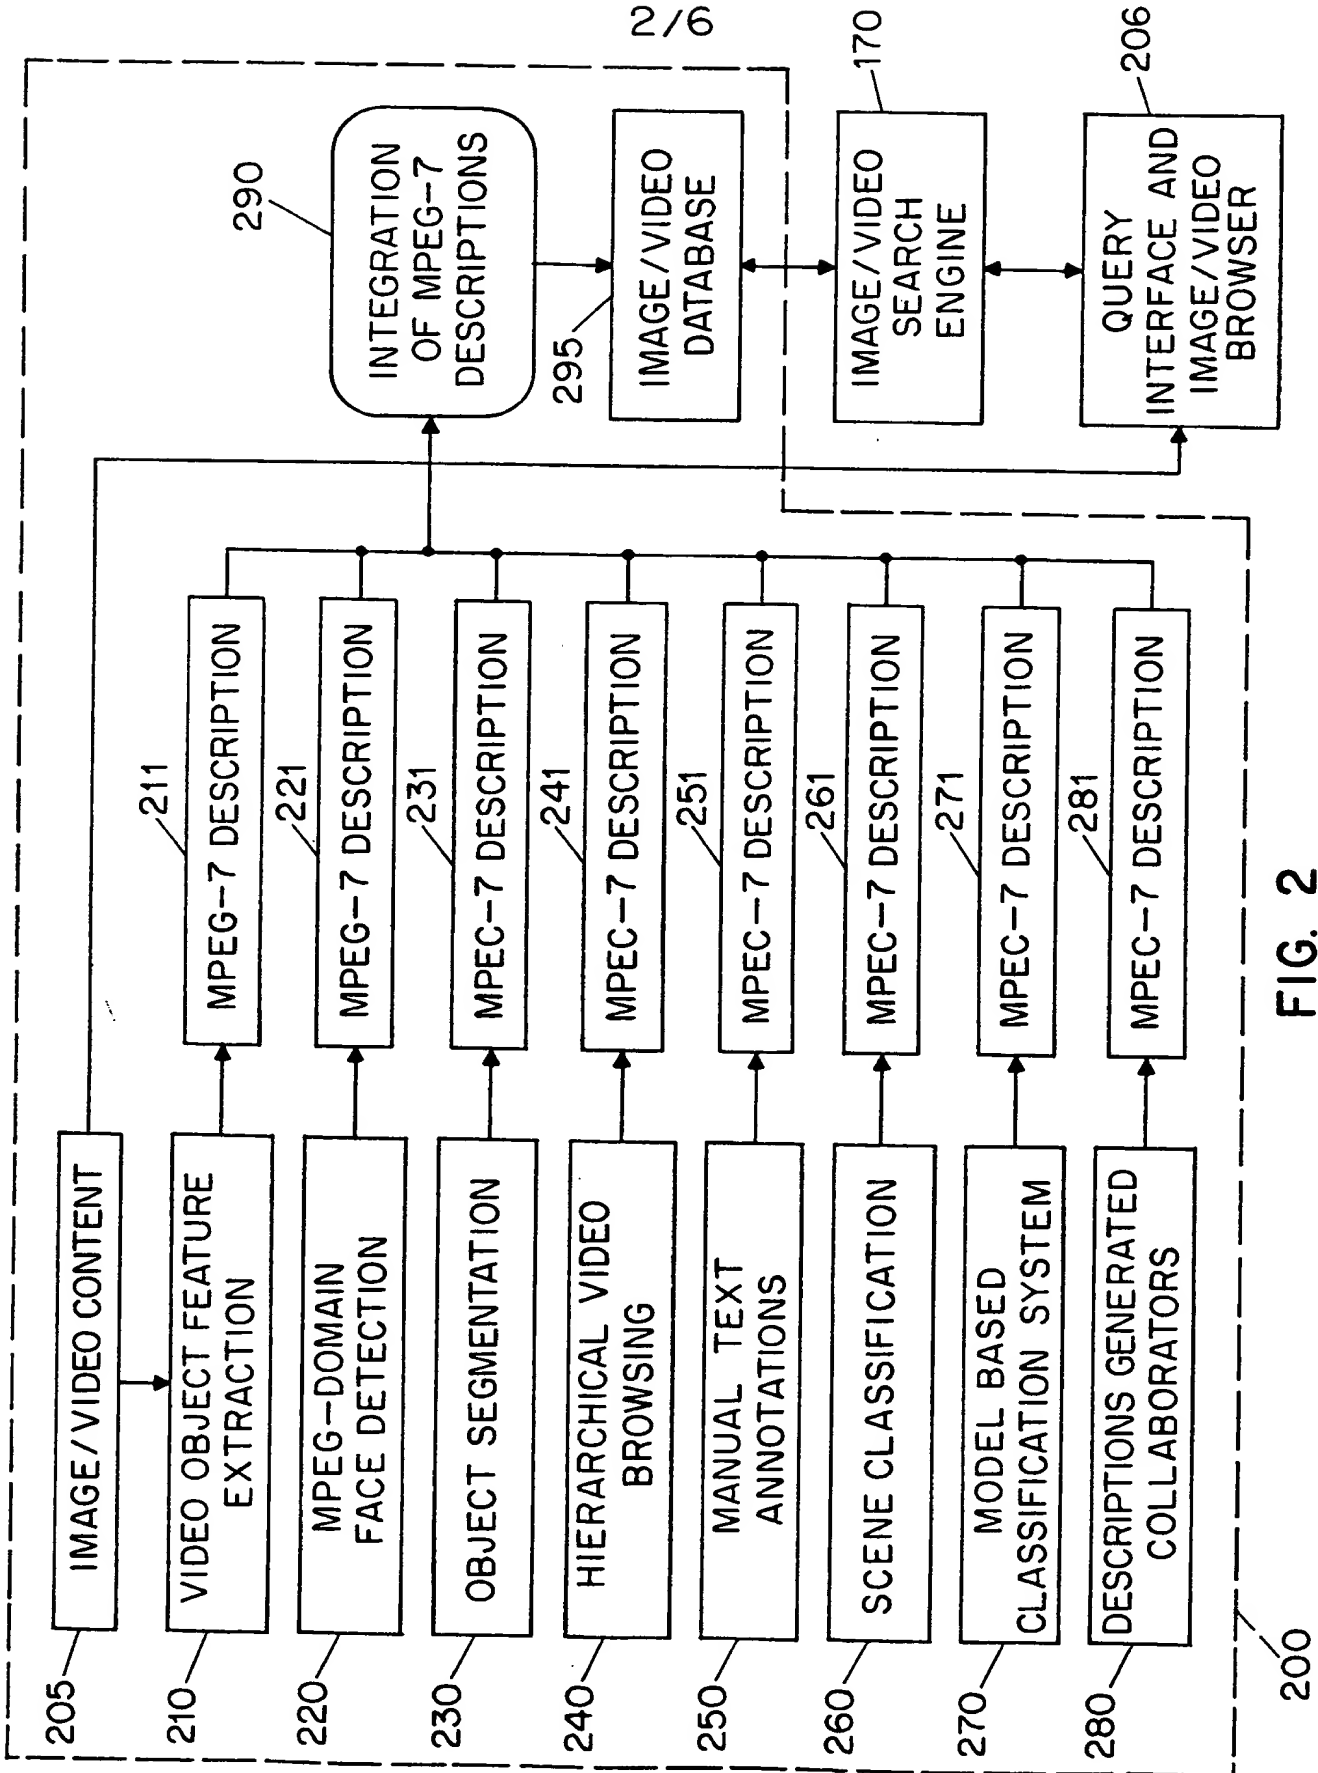 2/6
205
IMAGE/VIDEO CONTENT
210
VIDEO OBJECT FEATURE
EXTRACTION
211
MPEG-7 DESCRIPTION
220
MPEG-DOMAIN
FACE DETECTION
221
MPEG-7 DESCRIPTION
230
OBJECT SEGMENTATION
231
MPEC-7 DESCRIPTION
240
HIERARCHICAL VIDEO
BROWSING
241
MPEC-7 DESCRIPTION
250
MANUAL TEXT
ANNOTATIONS
251
MPEC-7 DESCRIPTION
260
SCENE CLASSIFICATION
261
MPEC-7 DESCRIPTION
270
MODEL BASED
CLASSIFICATION SYSTEM
271
MPEC-7 DESCRIPTION
280
DESCRIPTIONS GENERATED
COLLABORATORS
281
MPEC-7 DESCRIPTION
290
INTEGRATION
OF MPEG-7
DESCRIPTIONS
295
IMAGE/VIDEO
DATABASE
170
IMAGE/VIDEO
SEARCH
ENGINE
206
QUERY
INTERFACE AND
IMAGE/VIDEO
BROWSER
200
FIG. 2